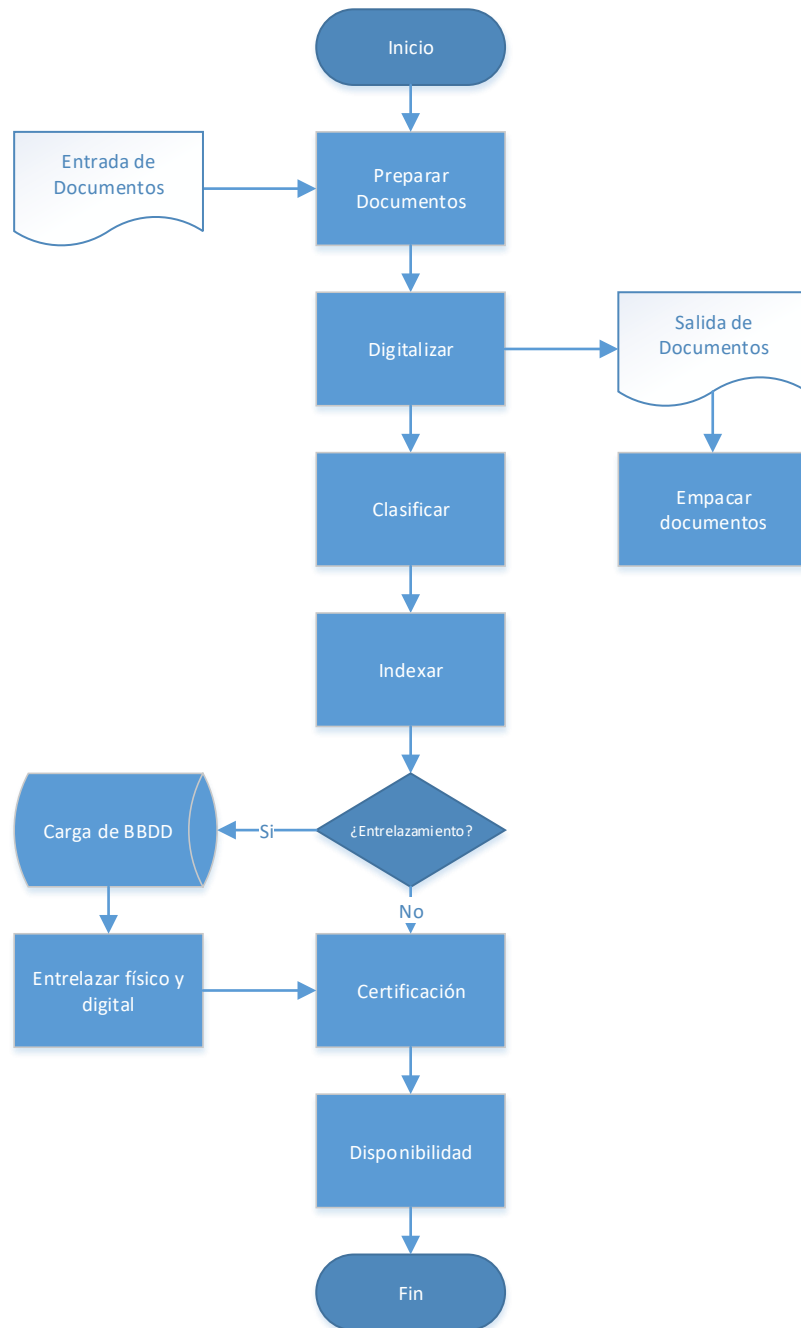 Inicio
Entrada de
Documentos
Preparar
Documentos
Digitalizar
Salida de
Documentos
Clasificar
Empacar
documentos
Indexar
Carga de BBDD
Si
¿Entrelazamiento?
No
Entrelazar físico y
digital
Certificación
Disponibilidad
Fin